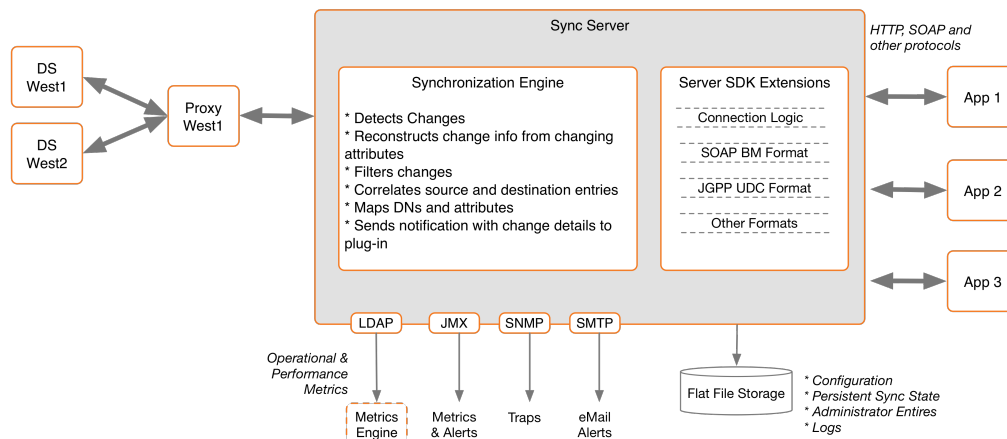 Sync Server
HTTP, SOAP and
other protocols
DS
West1
DS
West2
Proxy
West1
Synchronization Engine
* Detects Changes
* Reconstructs change info from changing
attributes
* Filters changes
* Correlates source and destination entries
* Maps DNs and attributes
* Sends notification with change details to
plug-in
Server SDK Extensions
Connection Logic
SOAP BM Format
JGPP UDC Format
Other Formats
App 1
App 2
App 3
LDAP
JMX
SNMP
SMTP
Operational &
Performance
Metrics
Metrics
Engine
Metrics
& Alerts
Traps
eMail
Alerts
Flat File Storage
* Configuration
* Persistent Sync State
* Administrator Entires
* Logs